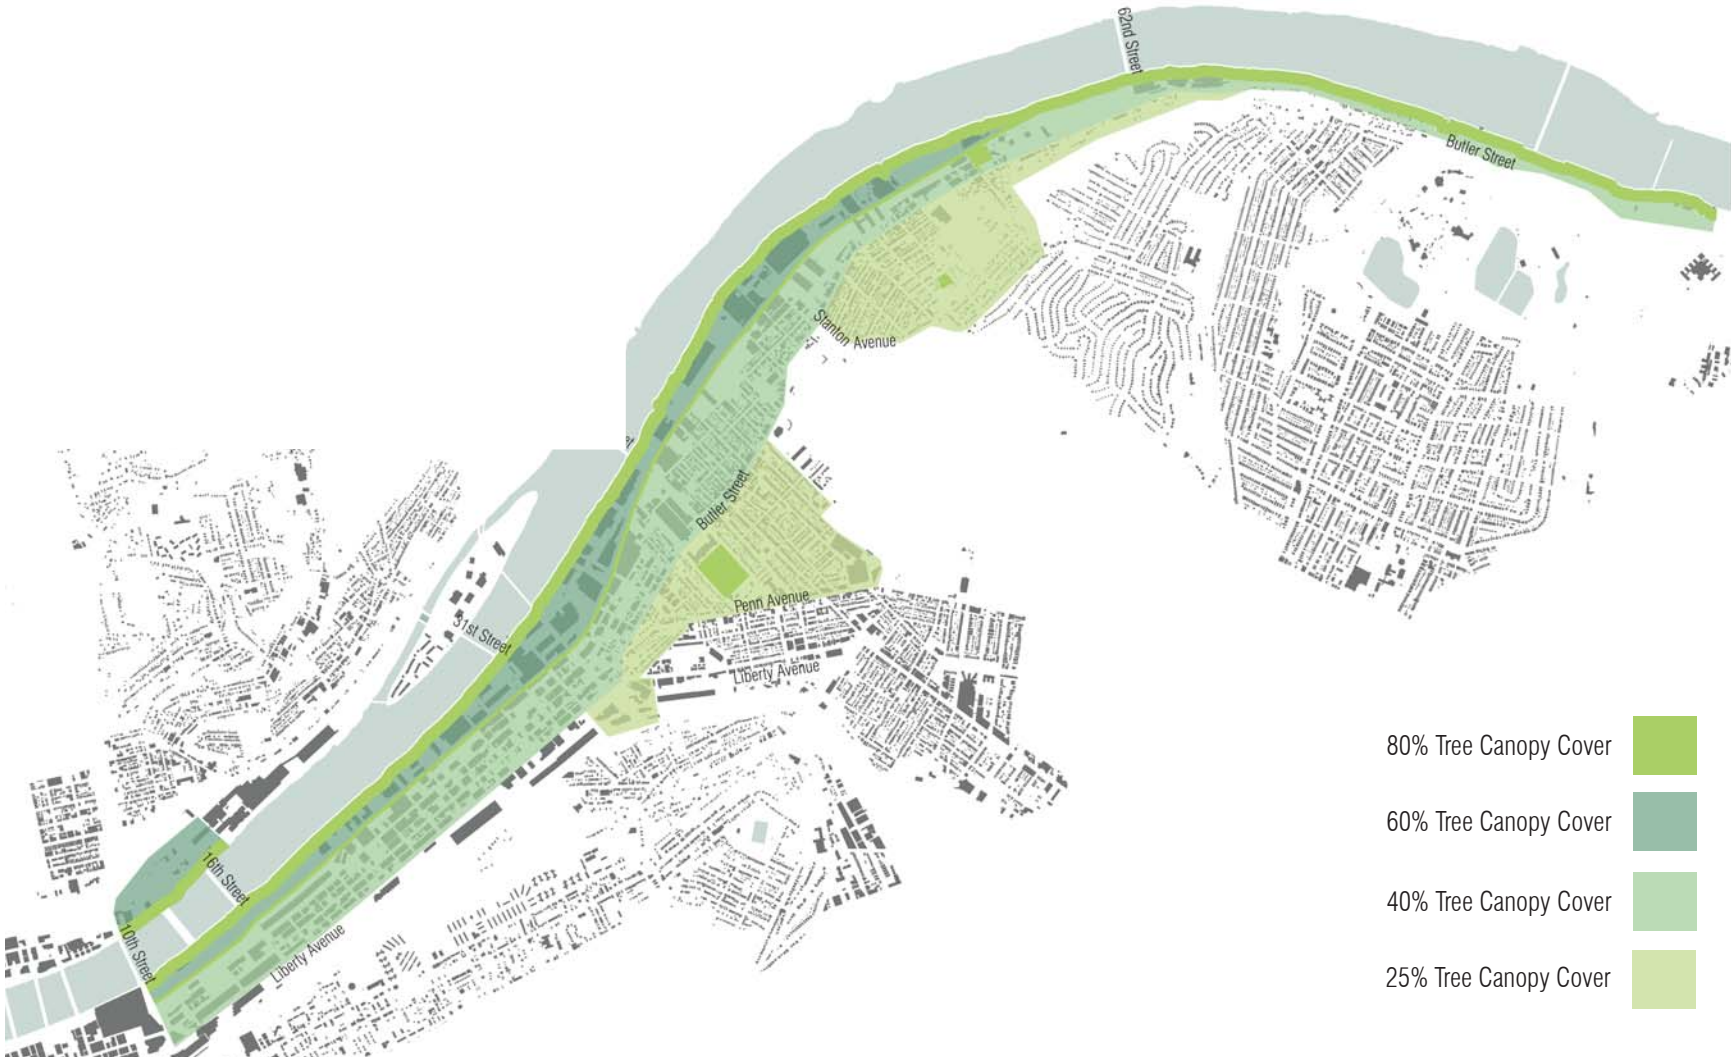 62nd Street
Butler Street
Stanton Avenue
Butler Street
Penn Avenue
31st Street
Liberty Avenue
16th Street
10th Street
Liberty Avenue
80% Tree Canopy Cover
60% Tree Canopy Cover
40% Tree Canopy Cover
25% Tree Canopy Cover